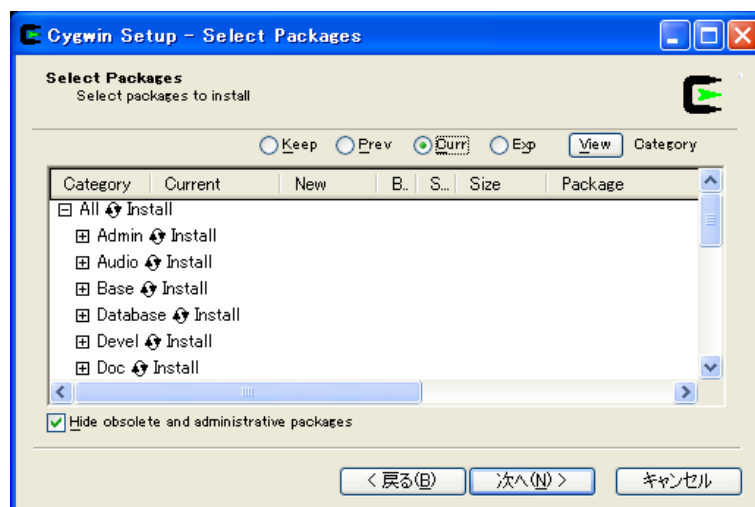 Cygwin Setup - Select Packages
Select Packages
Select packages to install
Keep Prev Curr Exp View Category
Category Current New B.. S... Size Package
All Install
Admin Install
Audio Install
Base Install
Database Install
Devel Install
Doc Install
Hide obsolete and administrative packages
< 戻る(B) 次へ(N) > キャンセル